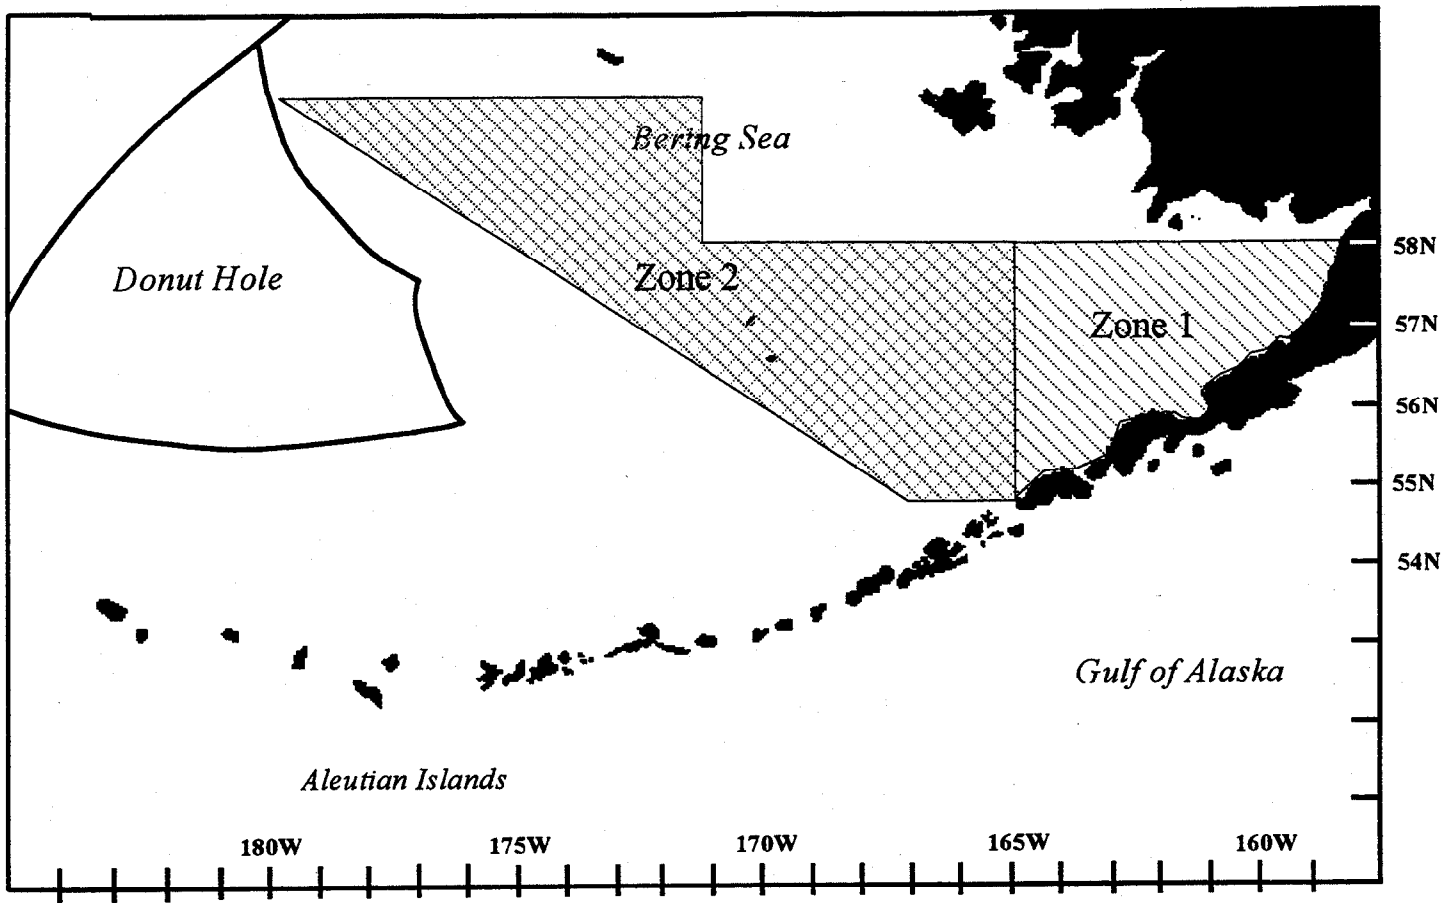 Bering Sea
58N
Donut Hole
Zone 2
57N
Zone 1
56N
55N
54N
Gulf of Alaska
Aleutian Islands
180W 175W 170W 165W 160W